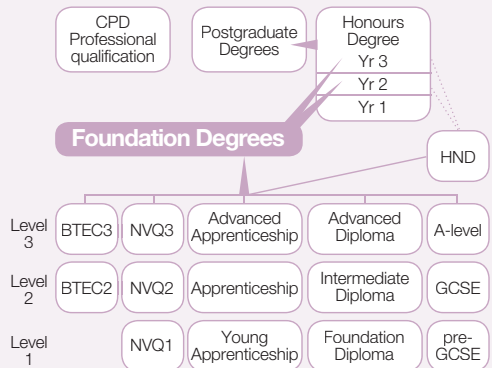 CPD
Professional
qualification
Postgraduate
Degrees
Honours
Degree
Yr 3
Yr 2
Yr 1
Foundation Degrees
HND
Level
3
BTEC3
NVQ3
Advanced
Apprenticeship
Advanced
Diploma
A-level
Level
2
BTEC2
NVQ2
Apprenticeship
Intermediate
Diploma
GCSE
Level
1
NVQ1
Young
Apprenticeship
Foundation
Diploma
pre-
GCSE